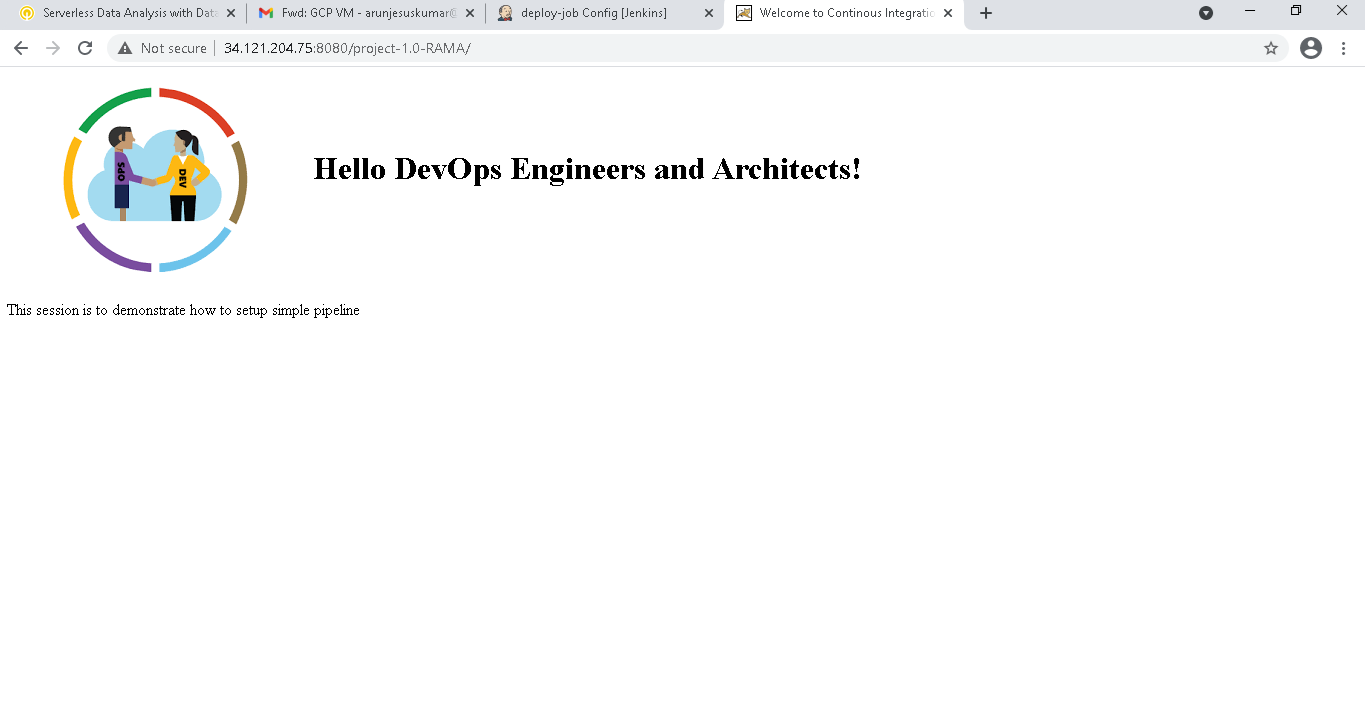 Serverless Data Analysis with Data
Fwd: GCP VM - arunjesuskumar@
deploy-job Config [Jenkins]
Welcome to Continous Integratio
Not secure
34.121.204.75:8080/project-1.0-RAMA/
OPS
DEV
Hello DevOps Engineers and Architects!
This session is to demonstrate how to setup simple pipeline